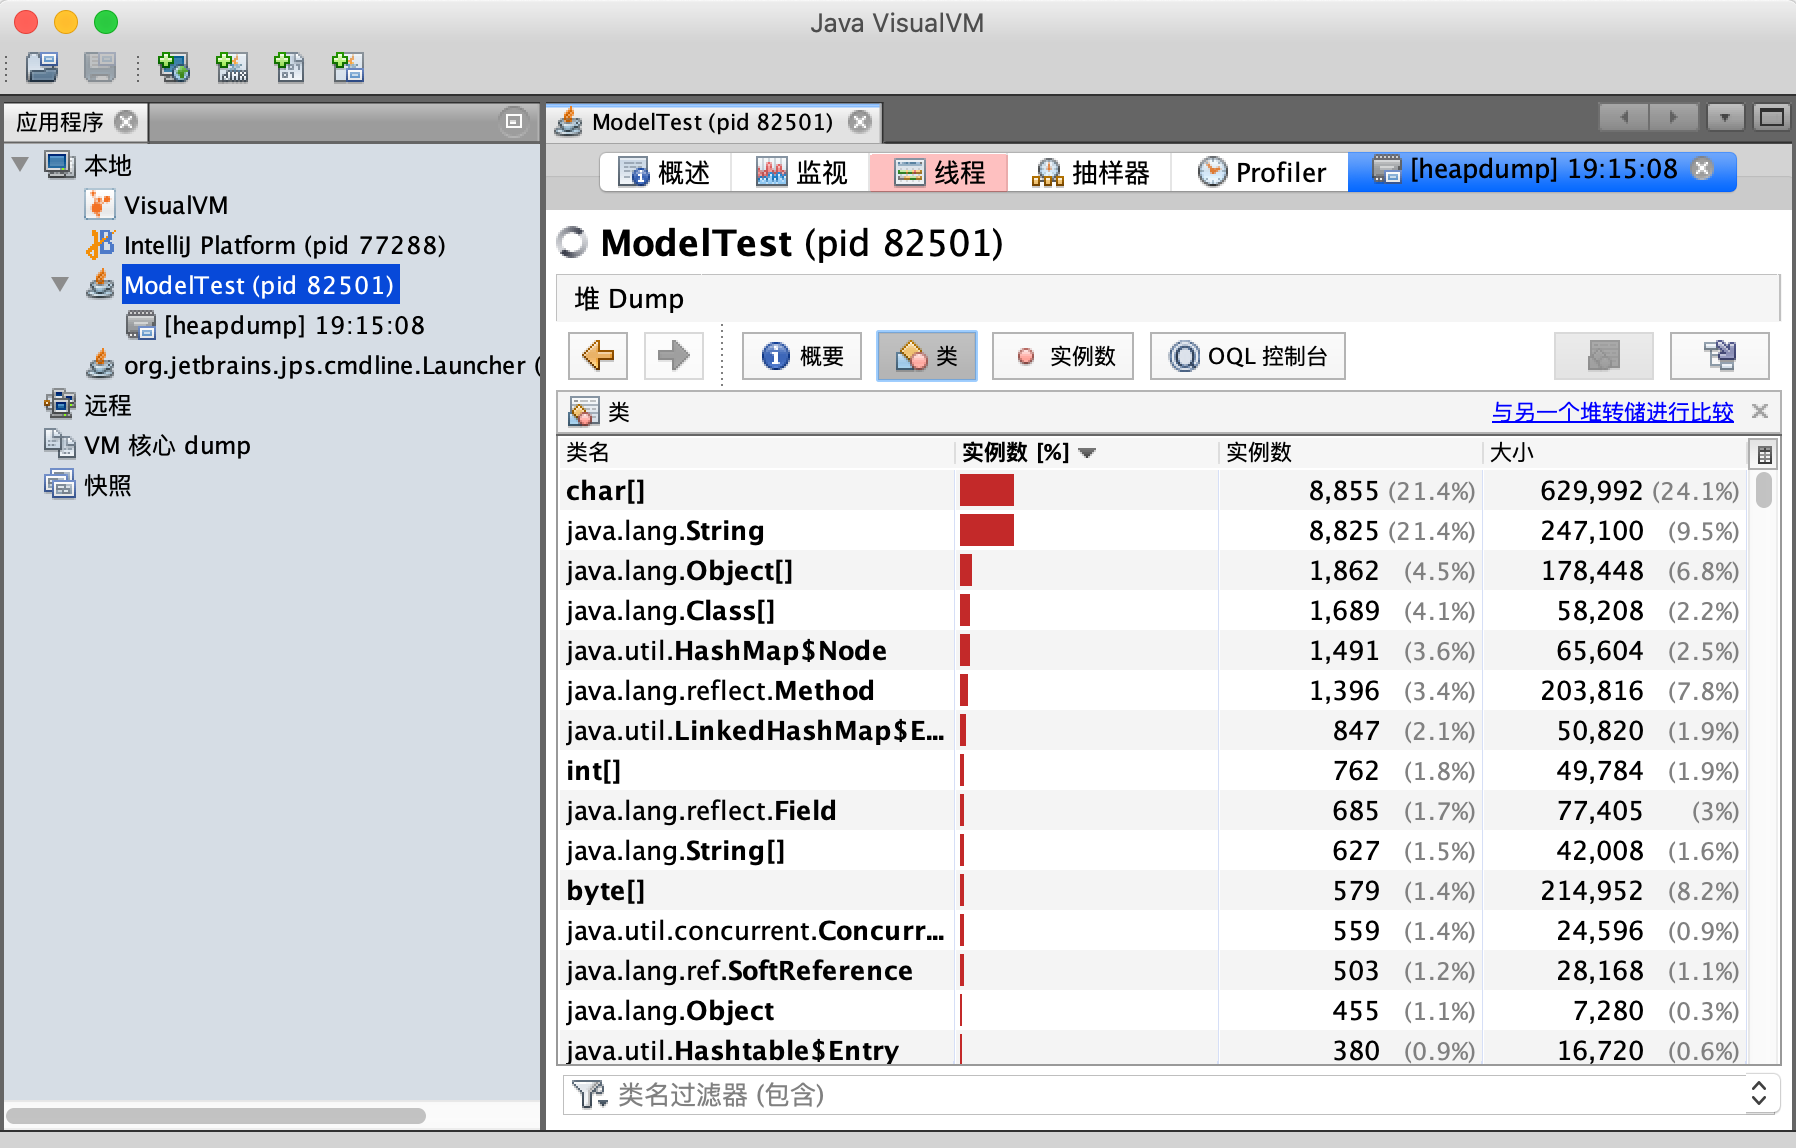 Java VisualVM
应用程序
本地
VisualVM
IntelliJ Platform (pid 77288)
ModelTest (pid 82501)
[heapdump] 19:15:08
org.jetbrains.jps.cmdline.Launcher (
远程
VM 核心 dump
快照
ModelTest (pid 82501)
概述 监视 线程 抽样器 Profiler [heapdump] 19:15:08
ModelTest (pid 82501)
堆 Dump
概要 类 实例数 OQL 控制台
类 与另一个堆转储进行比较
类名 实例数 [%] 实例数 大小
char[] 8,855 (21.4%) 629,992 (24.1%)
java.lang.String 8,825 (21.4%) 247,100 (9.5%)
java.lang.Object[] 1,862 (4.5%) 178,448 (6.8%)
java.lang.Class[] 1,689 (4.1%) 58,208 (2.2%)
java.util.HashMap$Node 1,491 (3.6%) 65,604 (2.5%)
java.lang.reflect.Method 1,396 (3.4%) 203,816 (7.8%)
java.util.LinkedHashMap$E... 847 (2.1%) 50,820 (1.9%)
int[] 762 (1.8%) 49,784 (1.9%)
java.lang.reflect.Field 685 (1.7%) 77,405 (3%)
java.lang.String[] 627 (1.5%) 42,008 (1.6%)
byte[] 579 (1.4%) 214,952 (8.2%)
java.util.concurrent.Concurr... 559 (1.4%) 24,596 (0.9%)
java.lang.ref.SoftReference 503 (1.2%) 28,168 (1.1%)
java.lang.Object 455 (1.1%) 7,280 (0.3%)
java.util.Hashtable$Entry 380 (0.9%) 16,720 (0.6%)
类名过滤器 (包含)